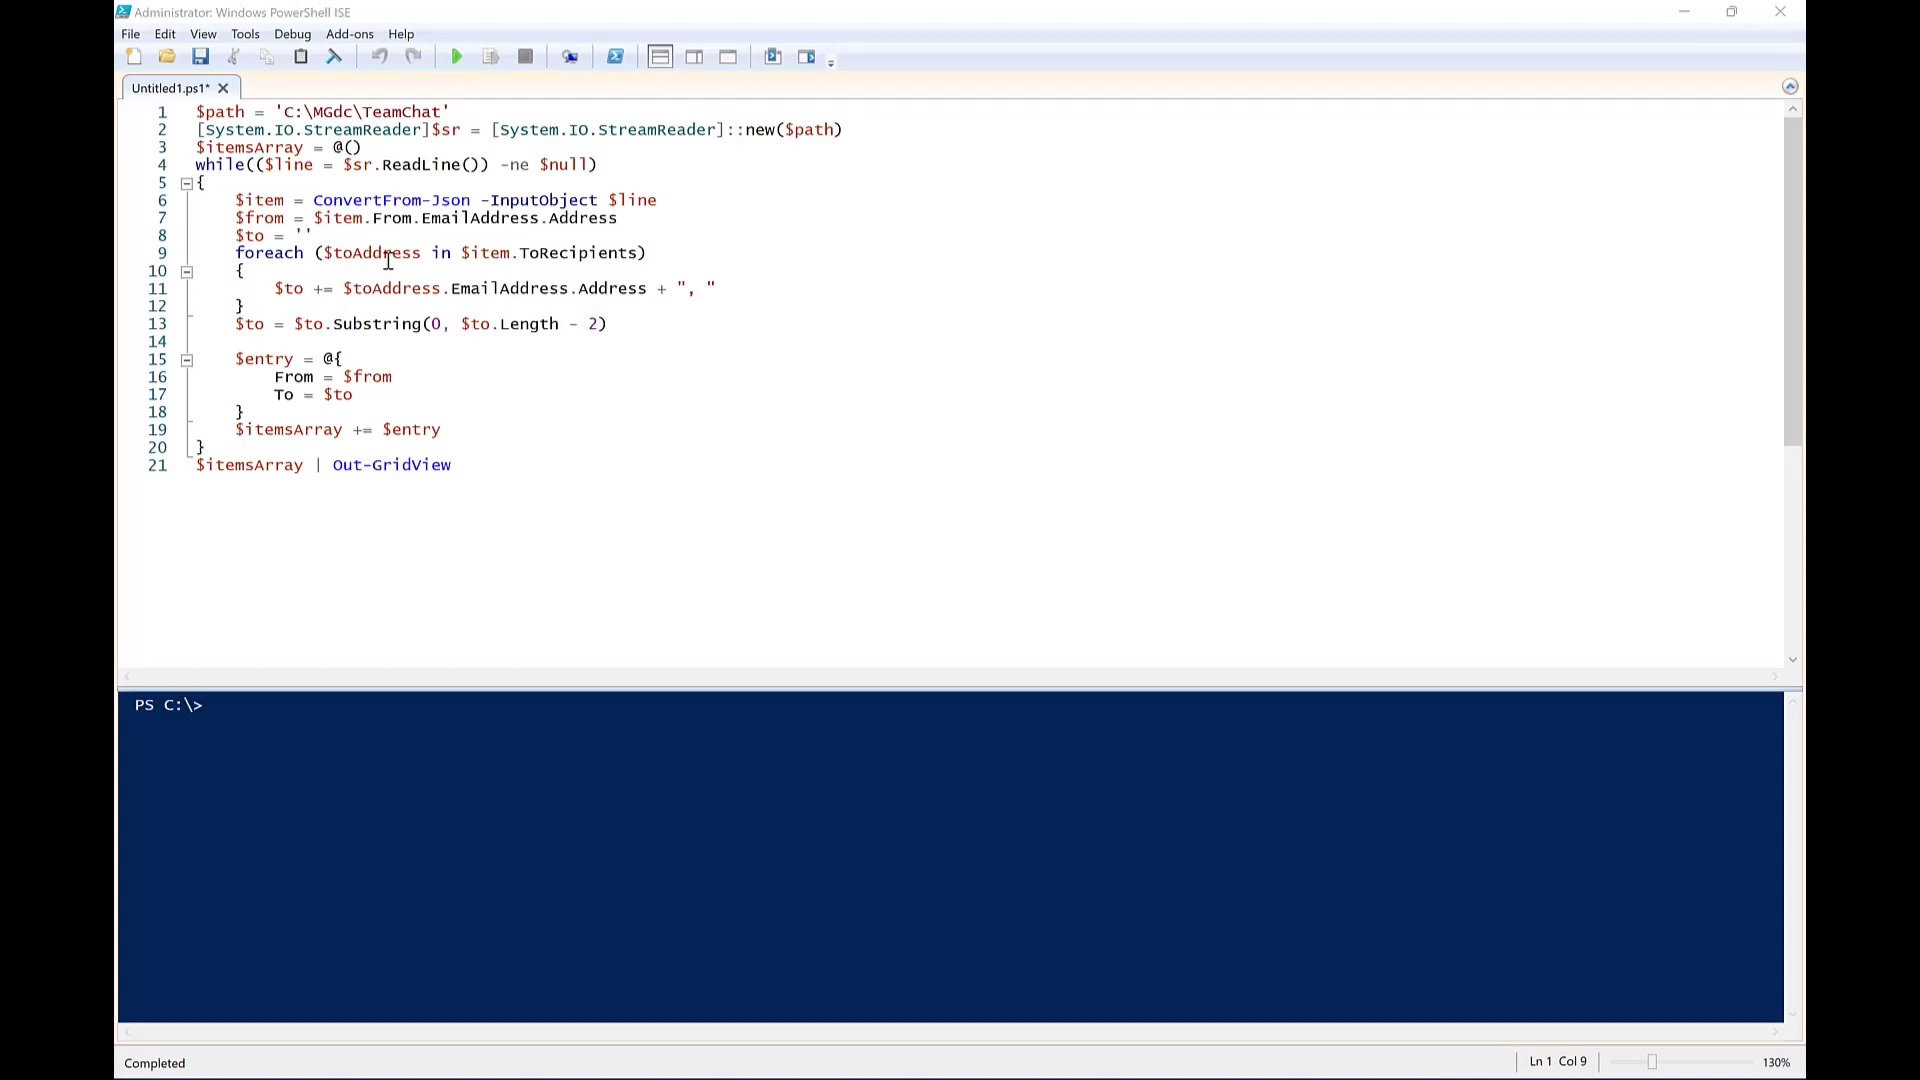 Administrator: Windows PowerShell ISE
File Edit View Tools Debug Add-ons Help
Untitled1.ps1* X
1 $path = 'C:\MGdc\TeamChat'
2 [System.IO.StreamReader]$sr = [System.IO.StreamReader]::new($path)
3 $itemsArray = @()
4 while(($line = $sr.ReadLine()) -ne $null)
5 {
6 $item = ConvertFrom-Json -InputObject $line
7 $from = $item.From.EmailAddress.Address
8 $to = ''
9 foreach ($toAddress in $item.ToRecipients)
10 {
11 $to += $toAddress.EmailAddress.Address + ", "
12 }
13 $to = $to.Substring(0, $to.Length - 2)
14
15 $entry = @{
16 From = $from
17 To = $to
18 }
19 $itemsArray += $entry
20 }
21 $itemsArray | Out-GridView
PS C:\>
Completed Ln 1 Col 9 130%